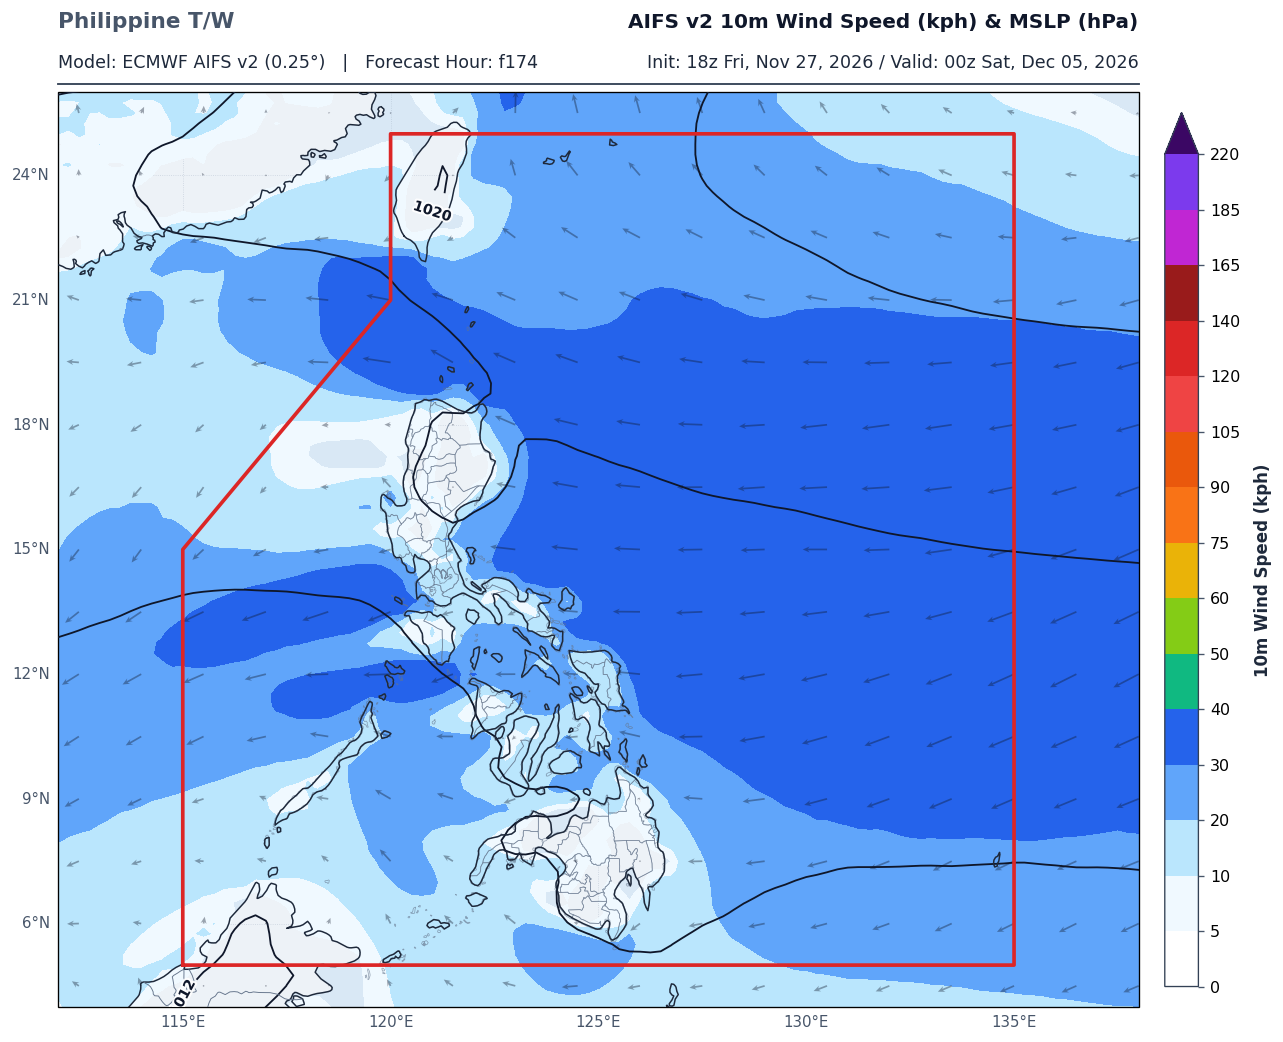 Philippine T/W
AIFS v2 10m Wind Speed (kph) & MSLP (hPa)
Model: ECMWF AIFS v2 (0.25°) | Forecast Hour: f174
Init: 18z Fri, Nov 27, 2026 / Valid: 00z Sat, Dec 05, 2026
24°N
21°N
18°N
15°N
12°N
9°N
6°N
115°E
120°E
125°E
130°E
135°E
1020
012
220
185
165
140
120
105
90
75
60
50
40
30
20
10
5
0
10m Wind Speed (kph)